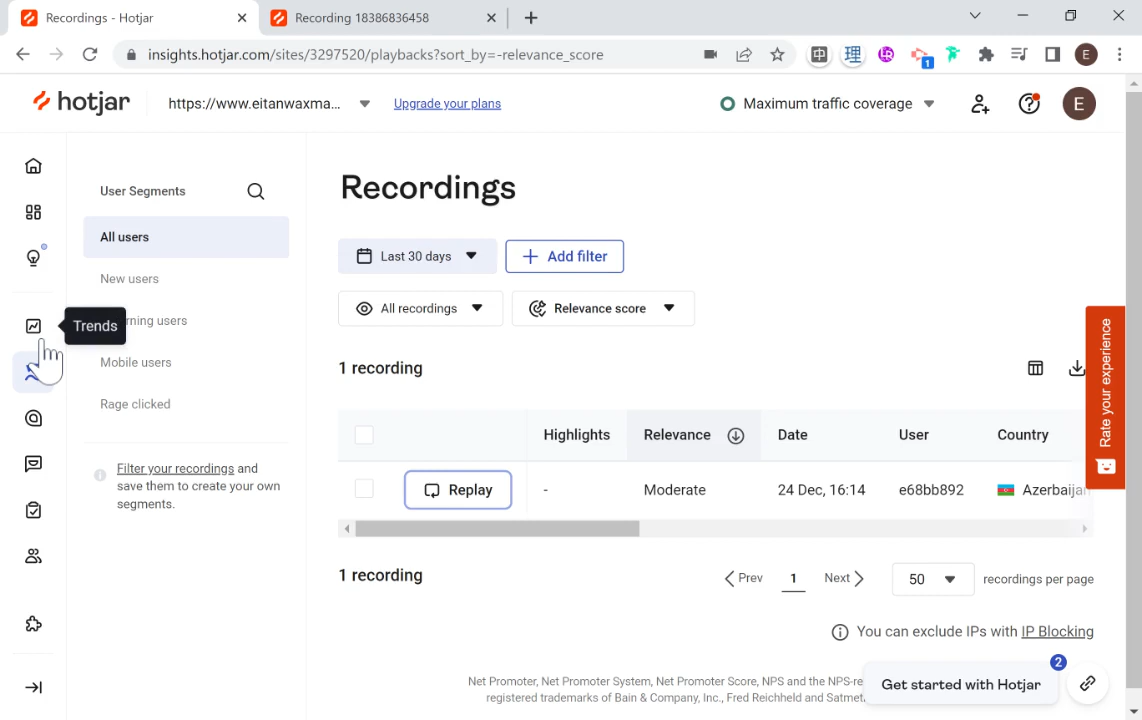 Recordings - Hotjar
Recording 18386836458
insights.hotjar.com/sites/3297520/playbacks?sort_by=-relevance_score
1
E
hotjar
https://www.eitanwaxma...
Upgrade your plans
Maximum traffic coverage
E
User Segments
All users
New users
Trends
rning users
Mobile users
Rage clicked
Filter your recordings and
save them to create your own
segments.
Recordings
Last 30 days
Add filter
All recordings
Relevance score
1 recording
Highlights
Relevance
Date
User
Country
Replay
-
Moderate
24 Dec, 16:14
e68bb892
Azerbaijan
1 recording
Prev
1
Next
50
recordings per page
You can exclude IPs with IP Blocking
Net Promoter, Net Promoter System, Net Promoter Score, NPS and the NPS-re
registered trademarks of Bain & Company, Inc., Fred Reichheld and Satmet
Get started with Hotjar
2
Rate your experience